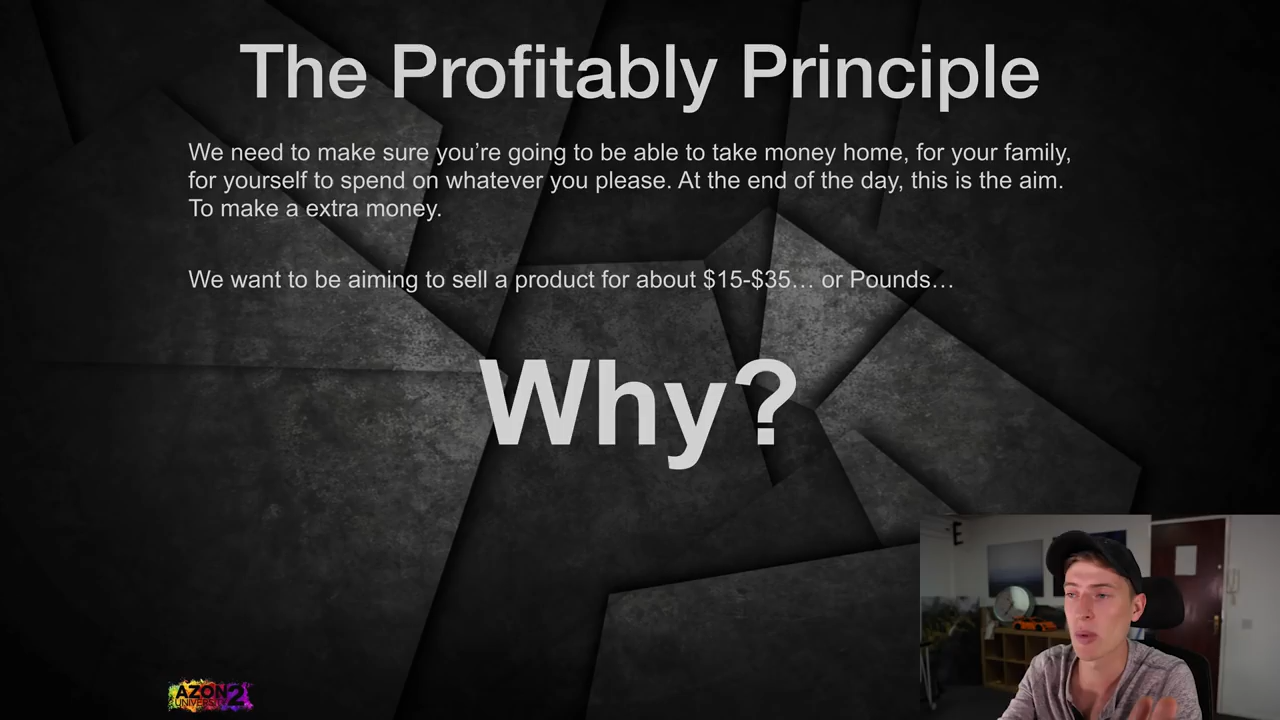 The Profitably Principle
We need to make sure you're going to be able to take money home, for your family,
for yourself to spend on whatever you please. At the end of the day, this is the aim.
To make a extra money.
We want to be aiming to sell a product for about $15-$35… or Pounds…
Why?
E
AZON 2
UNIVERSITY